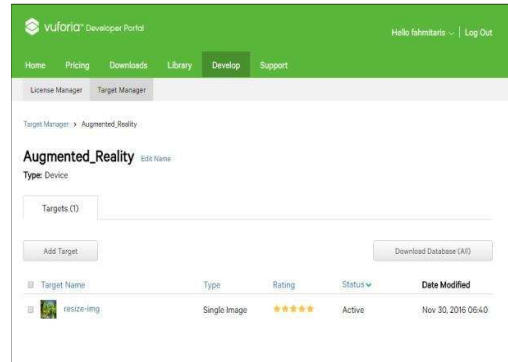 vuforia™ Developer Portal
Hello fahmitaris | Log Out
Home Pricing Downloads Library Develop Support
License Manager Target Manager
Target Manager > Augmented_Reality
Augmented_Reality Edit Name
Type: Device
Targets (1)
Add Target Download Database (All)
Target Name Type Rating Status Date Modified
resize-img Single Image Active Nov 30, 2016 06:40